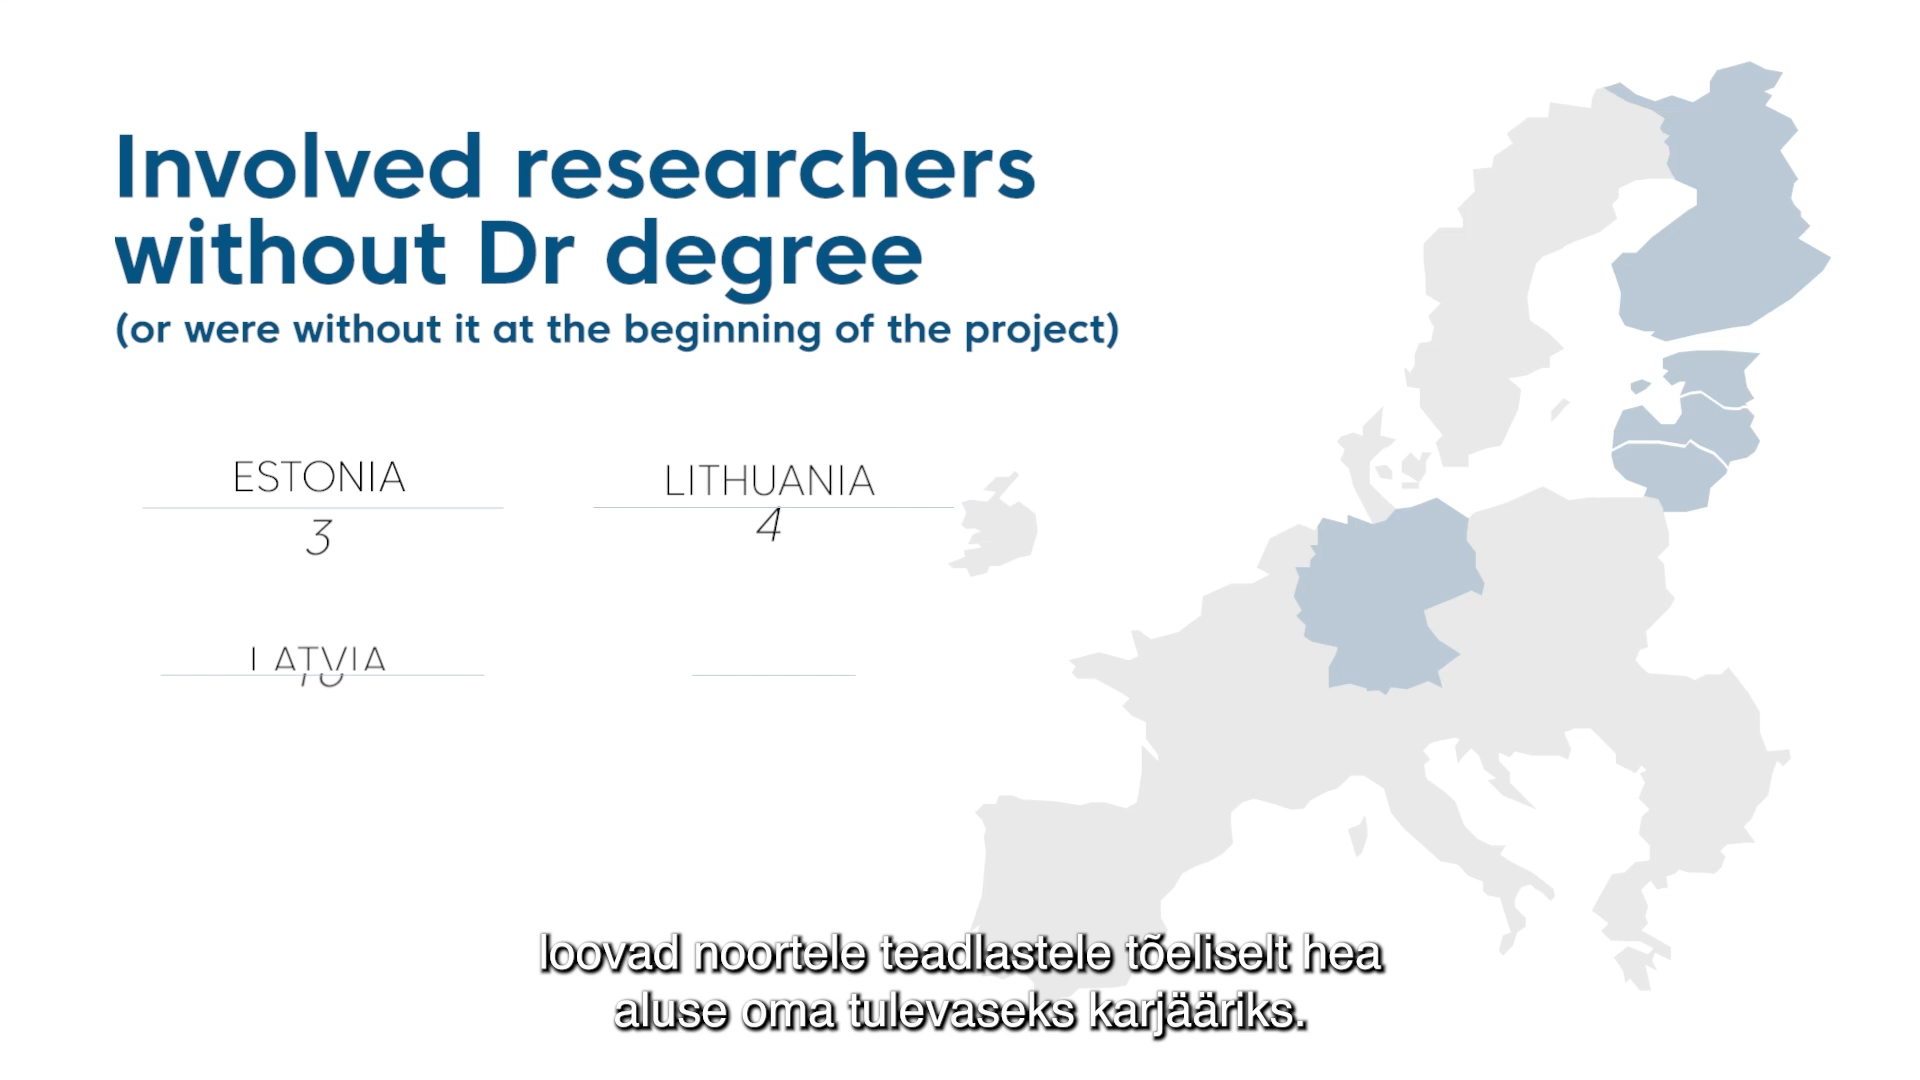 Involved researchers
without Dr degree
(or were without it at the beginning of the project)
ESTONIA
3
LITHUANIA
4
LATVIA
loovad noortele teadlastele tõeliselt hea
aluse oma tulevaseks karjääriks.